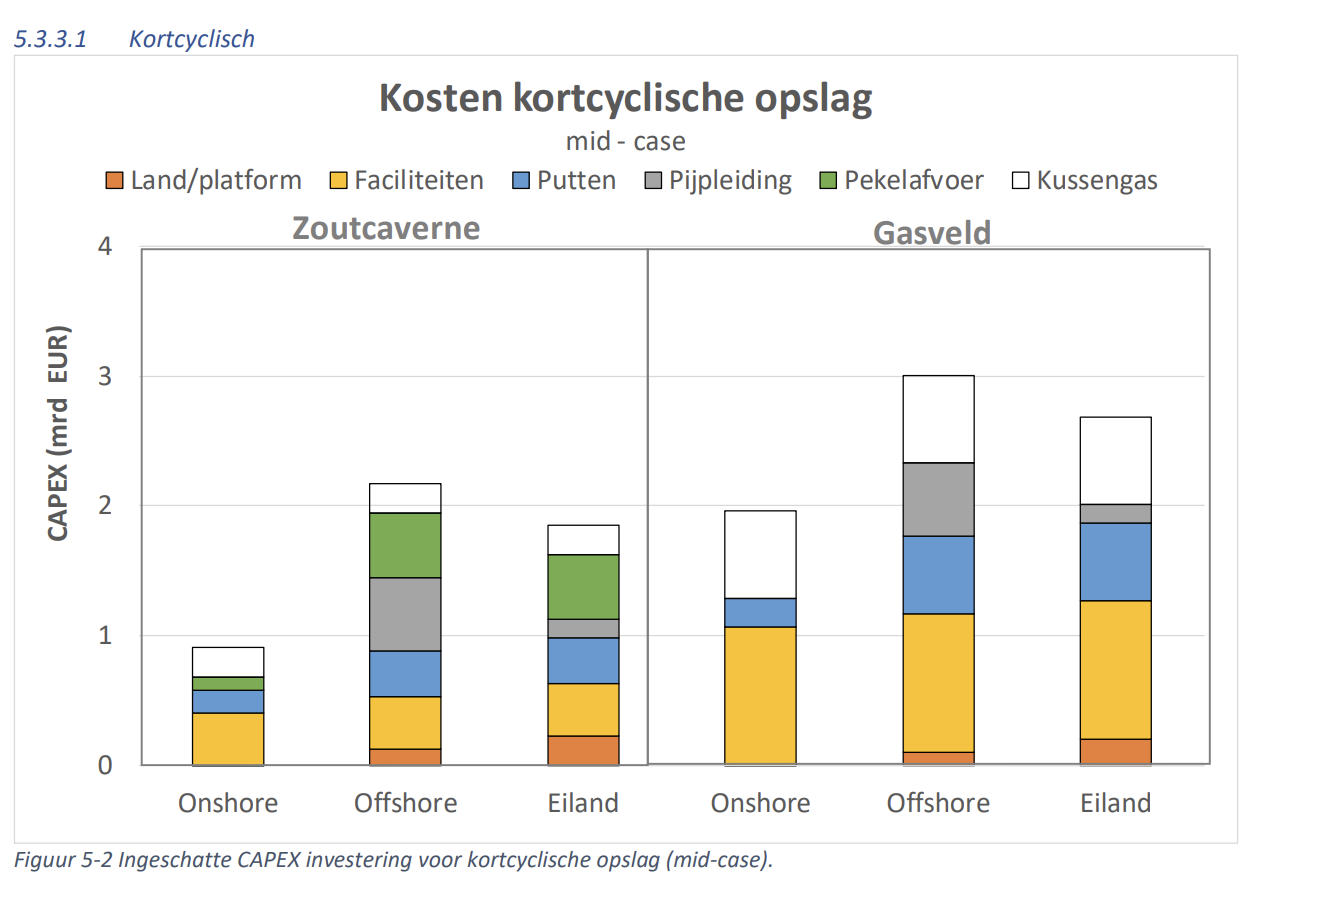 5.3.3.1 Kortcyclisch
Kosten kortcyclische opslag
mid - case
Land/platform Faciliteiten Putten Pijpleiding Pekelafvoer Kussengas
Zoutcaverne Gasveld
CAPEX (mrd EUR)
4
3
2
1
0
Onshore Offshore Eiland Onshore Offshore Eiland
Figuur 5-2 Ingeschatte CAPEX investering voor kortcyclische opslag (mid-case).